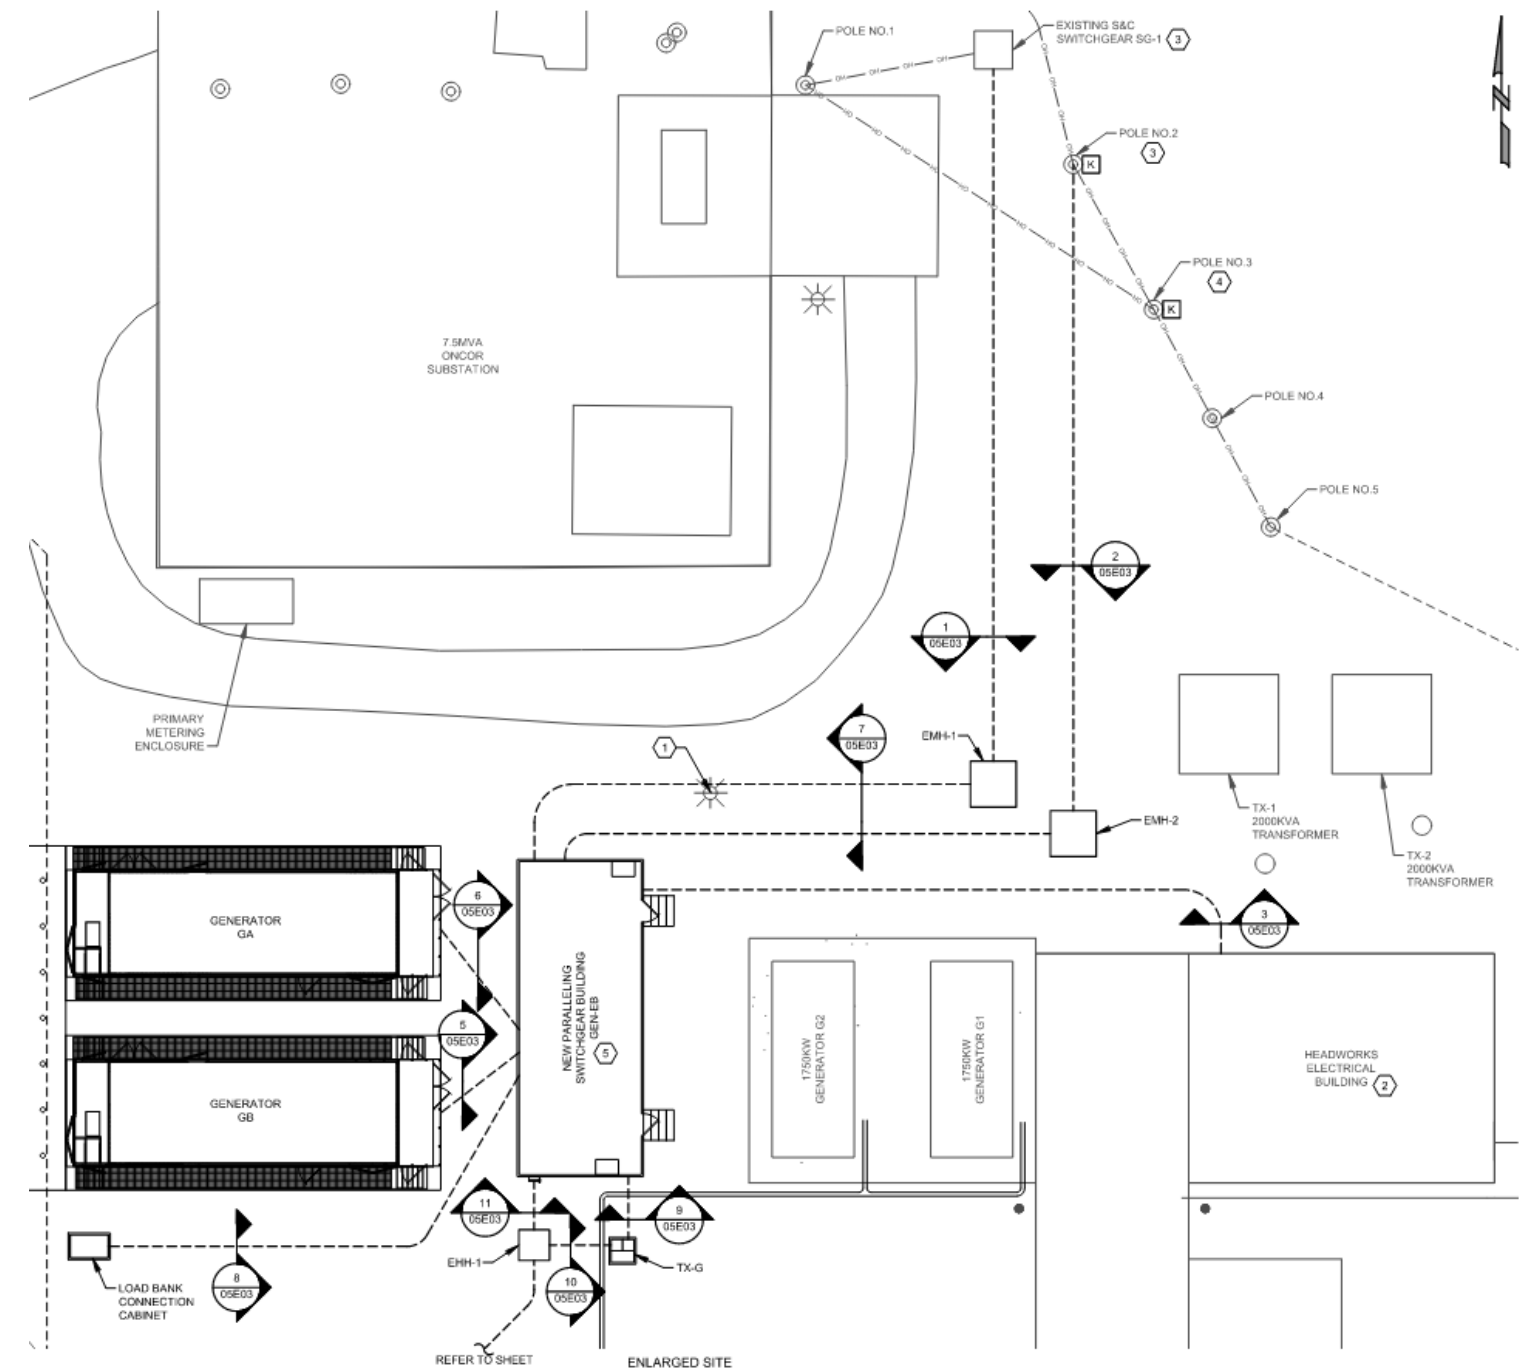 POLE NO.1
EXISTING S&C
SWITCHGEAR SG-1
3
N
POLE NO.2
3
K
POLE NO.3
4
K
7.5MVA
ONCOR
SUBSTATION
POLE NO.4
POLE NO.5
2
05E03
1
05E03
PRIMARY
METERING
ENCLOSURE
1
7
05E03
EMH-1
EMH-2
TX-1
2000KVA
TRANSFORMER
TX-2
2000KVA
TRANSFORMER
GENERATOR
GA
6
05E03
3
05E03
5
05E03
NEW PARALLELING
SWITCHGEAR BUILDING
GEN-EB
5
1750KW
GENERATOR G2
1750KW
GENERATOR G1
HEADWORKS
ELECTRICAL
BUILDING
2
GENERATOR
GB
11
05E03
9
05E03
EHH-1
TX-G
LOAD BANK
CONNECTION
CABINET
8
05E03
10
05E03
REFER TO SHEET
ENLARGED SITE